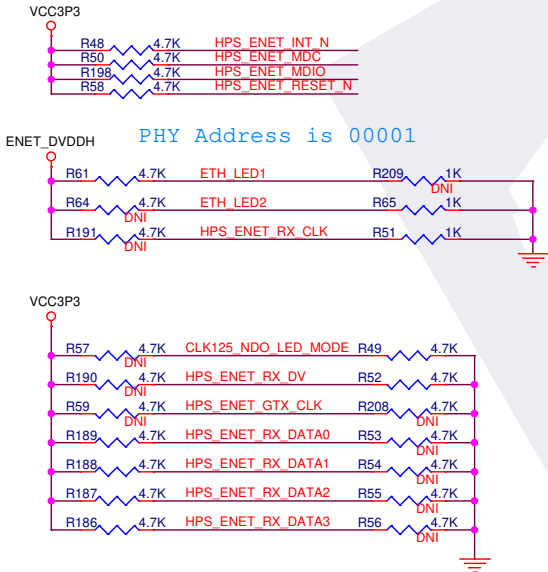 VCC3P3
R48 4.7K HPS_ENET_INT_N
R50 4.7K HPS_ENET_MDC
R198 4.7K HPS_ENET_MDIO
R58 4.7K HPS_ENET_RESET_N
PHY Address is 00001
ENET_DVDDH
R61 4.7K ETH_LED1 R209 1K
DNI
R64 4.7K ETH_LED2 R65 1K
DNI
R191 4.7K HPS_ENET_RX_CLK R51 1K
DNI
VCC3P3
R57 4.7K CLK125_NDO_LED_MODE R49 4.7K
DNI
R190 4.7K HPS_ENET_RX_DV R52 4.7K
DNI
R59 4.7K HPS_ENET_GTX_CLK R208 4.7K
DNI DNI
R189 4.7K HPS_ENET_RX_DATA0 R53 4.7K
DNI
R188 4.7K HPS_ENET_RX_DATA1 R54 4.7K
DNI
R187 4.7K HPS_ENET_RX_DATA2 R55 4.7K
DNI
R186 4.7K HPS_ENET_RX_DATA3 R56 4.7K
DNI